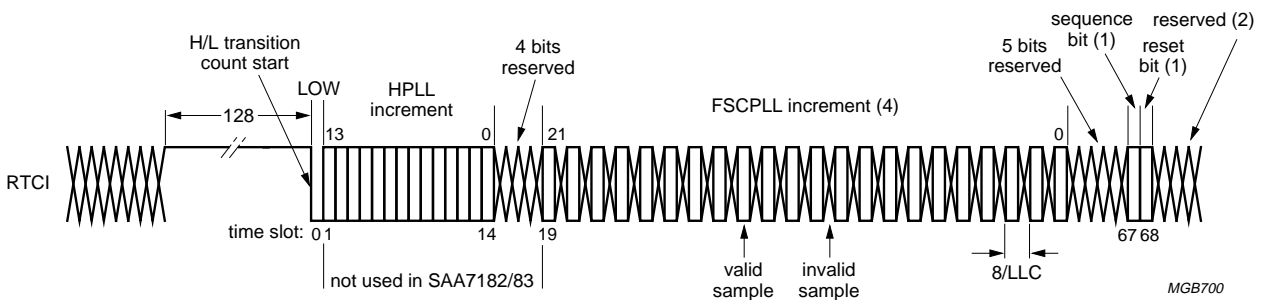 H/L transition
count start
LOW
128
HPLL
increment
13
0
4 bits
reserved
21
FSCPLL increment (4)
0
5 bits
reserved
sequence
bit (1)
reset
bit (1)
reserved (2)
RTCI
time slot:
0
1
14
19
67
68
not used in SAA7182/83
valid
sample
invalid
sample
8/LLC
MGB700